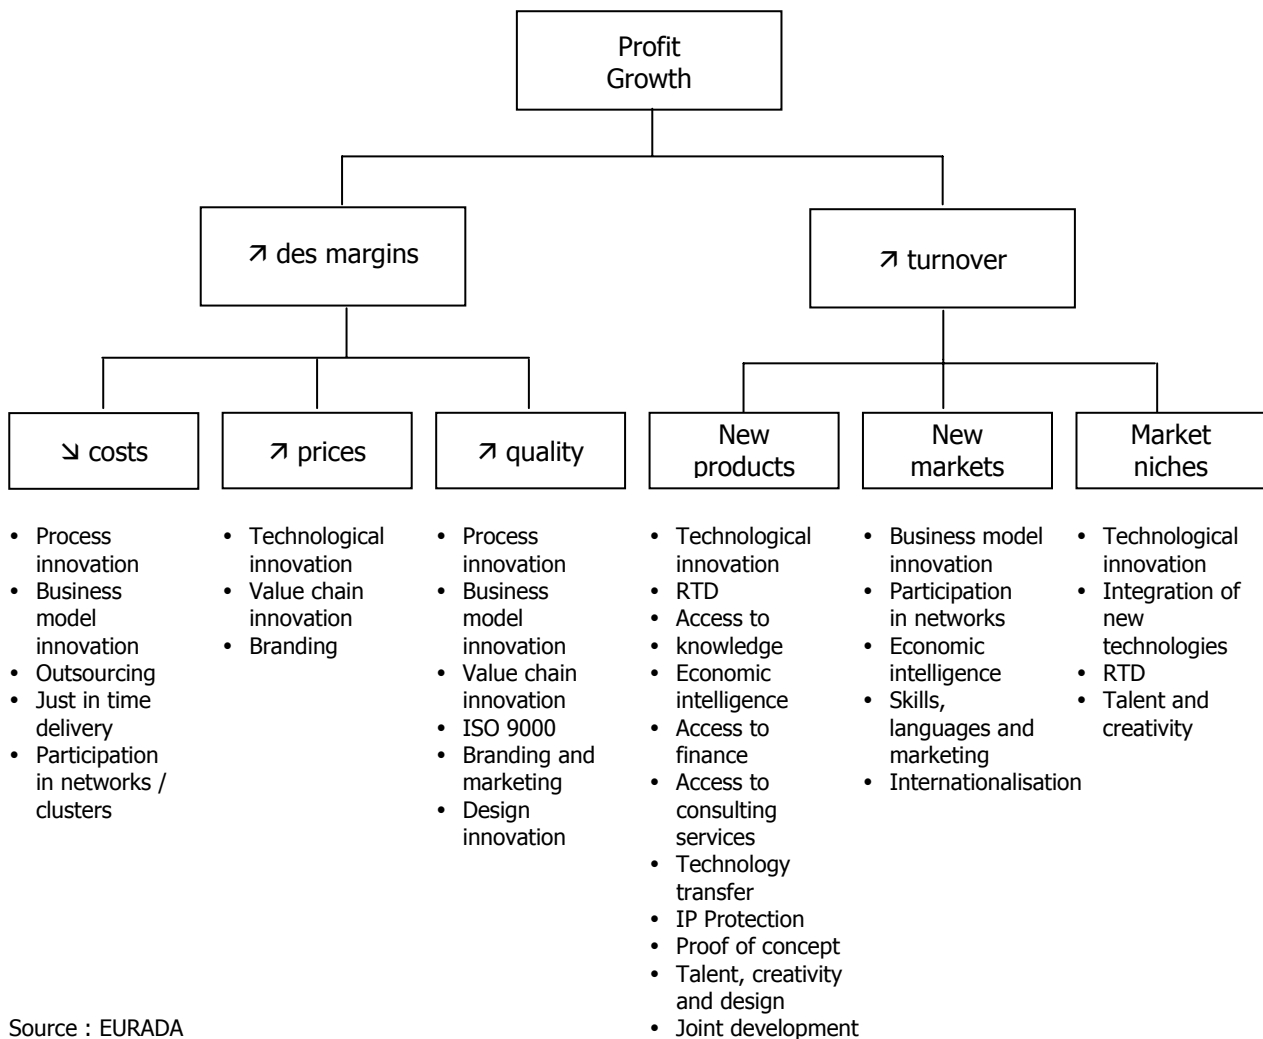 Profit
Growth
↗ des margins
↗ turnover
↘ costs
↗ prices
↗ quality
New
products
New
markets
Market
niches
• Process
innovation
• Business
model
innovation
• Outsourcing
• Just in time
delivery
• Participation
in networks /
clusters
• Technological
innovation
• Value chain
innovation
• Branding
• Process
innovation
• Business
model
innovation
• Value chain
innovation
• ISO 9000
• Branding and
marketing
• Design
innovation
• Technological
innovation
• RTD
• Access to
• knowledge
• Economic
intelligence
• Access to
finance
• Access to
consulting
services
• Technology
transfer
• IP Protection
• Proof of concept
• Talent, creativity
and design
• Joint development
• Business model
innovation
• Participation
in networks
• Economic
intelligence
• Skills,
languages and
marketing
• Internationalisation
• Technological
innovation
• Integration of
new
technologies
• RTD
• Talent and
creativity
Source : EURADA